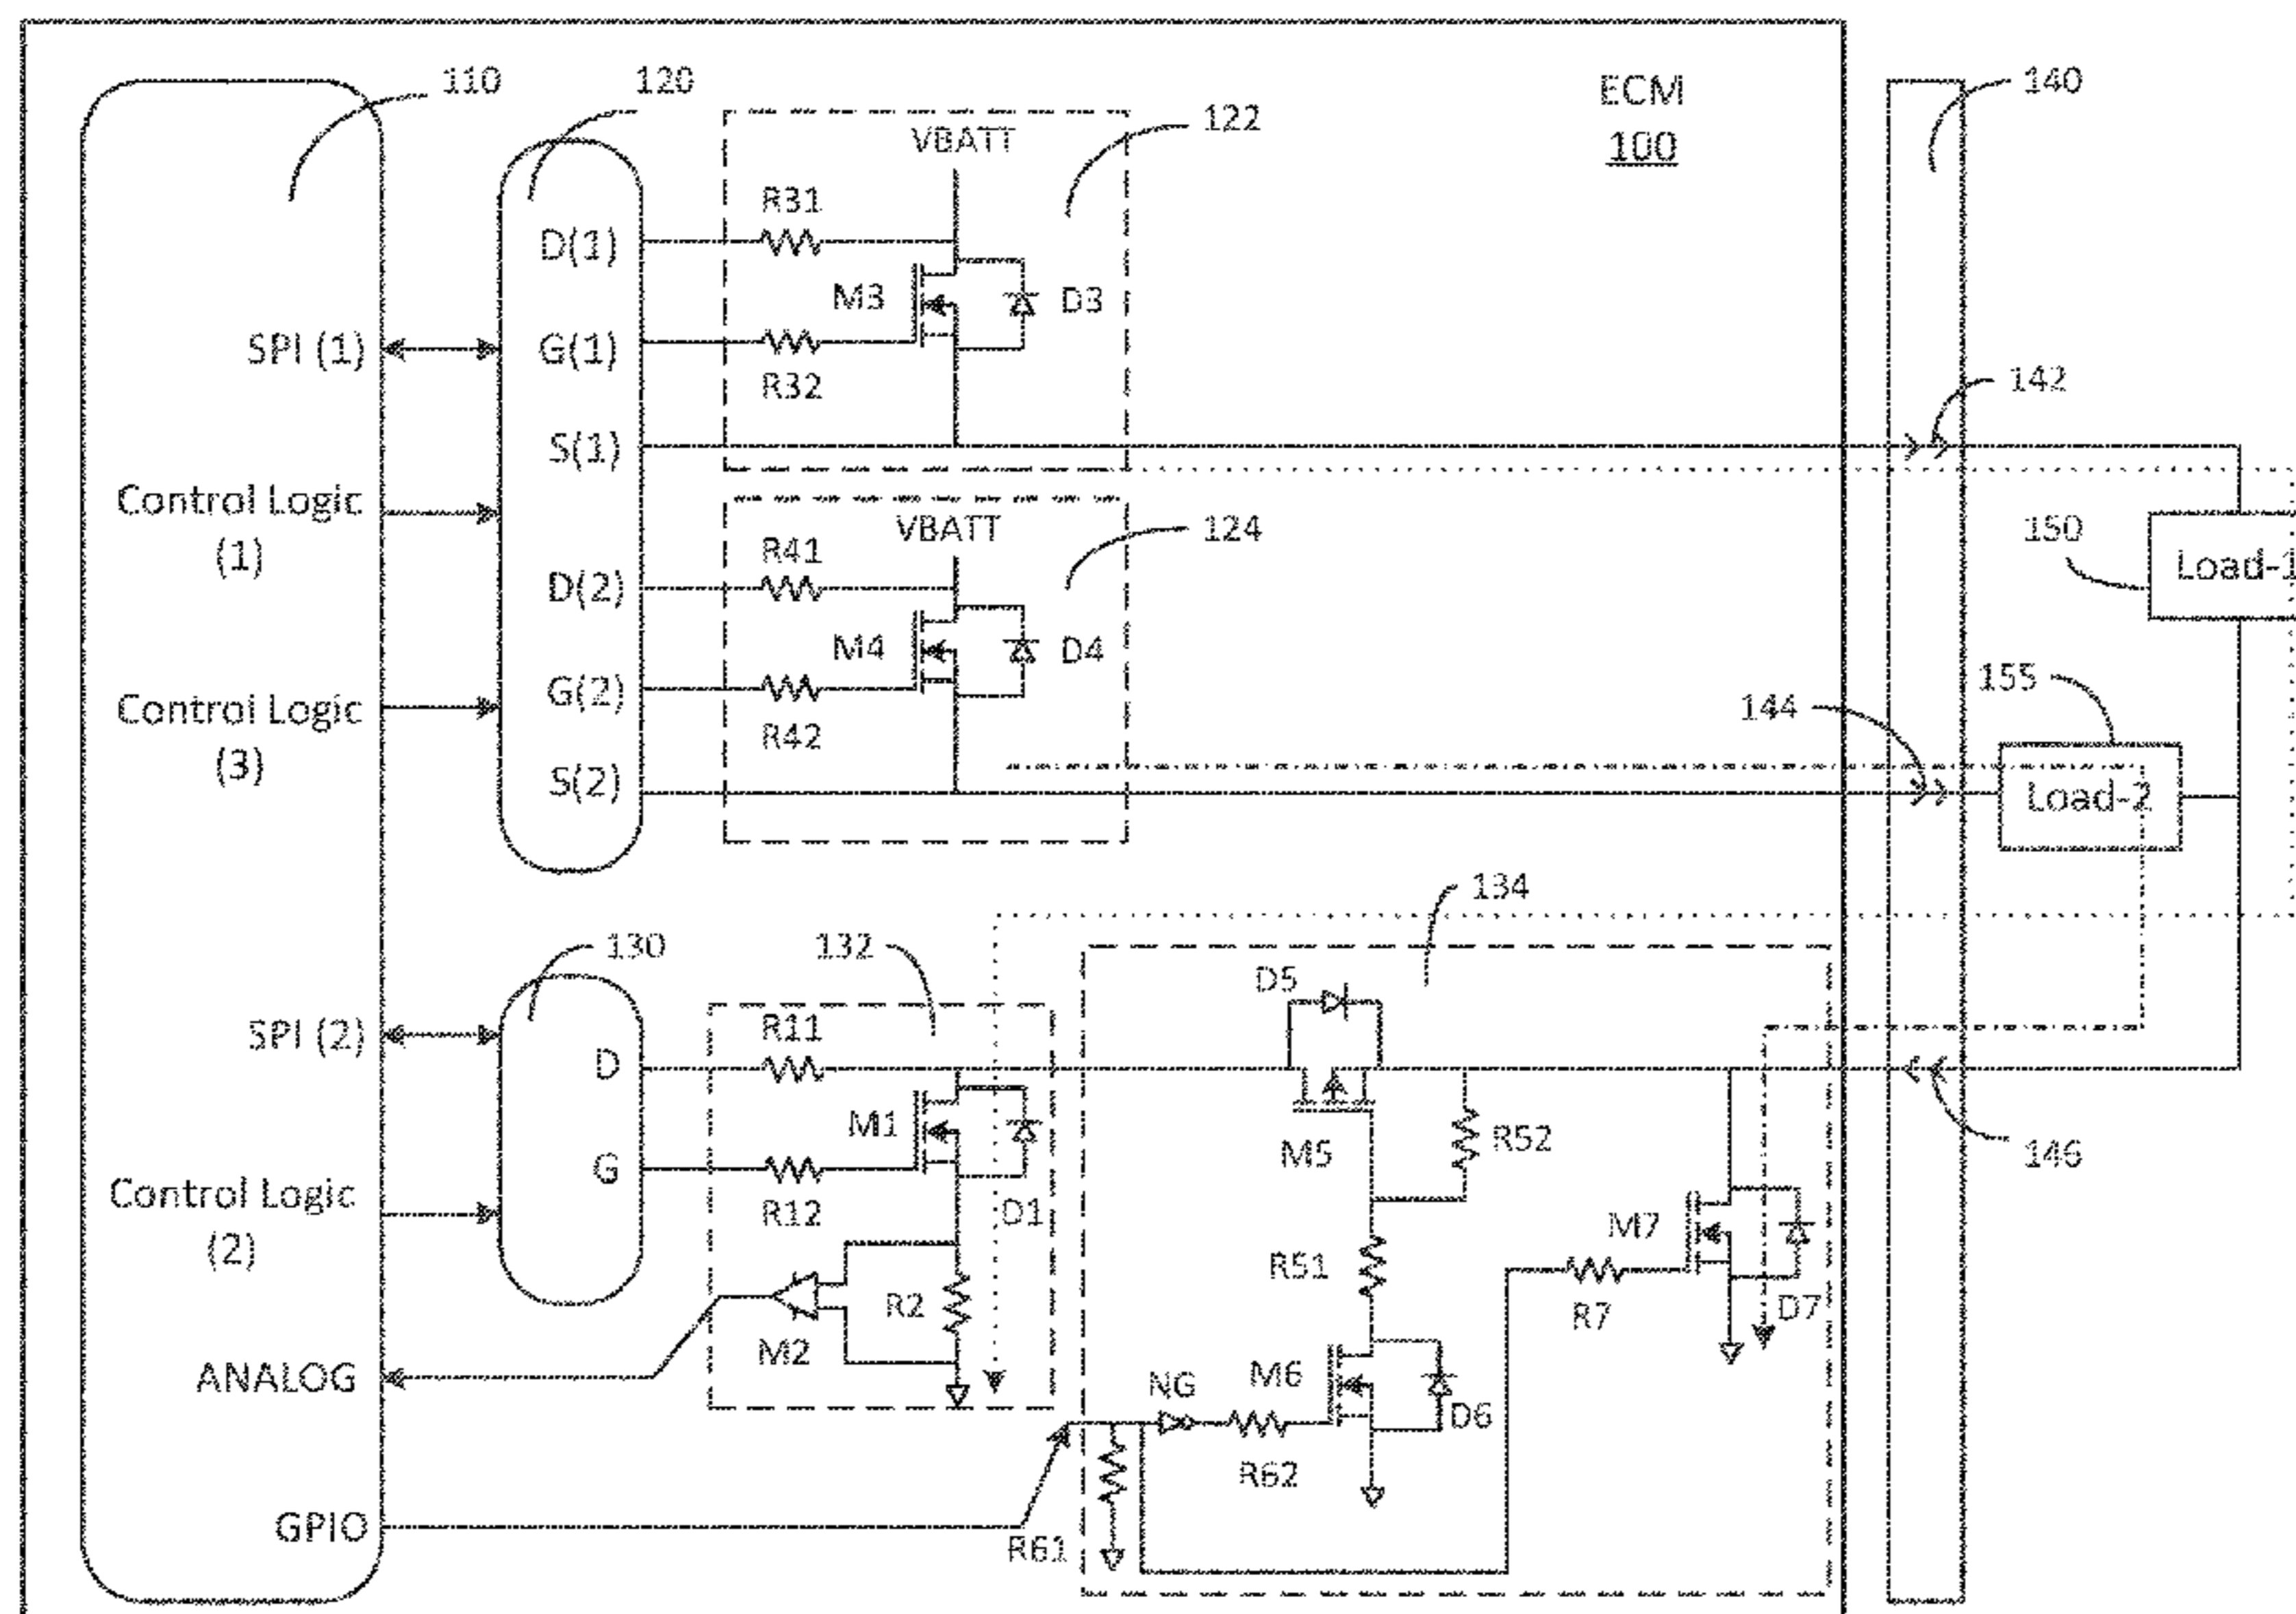 ECM
100
110
120
122
140
VBATT
R31
D(1)
M3
D3
SPI (1)
G(1)
R32
142
S(1)
Control Logic
(1)
VBATT
124
150
Load-1
R41
D(2)
M4
D4
Control Logic
(3)
G(2)
R42
144
155
S(2)
Load-2
134
130
132
D5
SPI (2)
R11
D
M1
M5
R52
146
G
Control Logic
(2)
R12
D1
M7
R51
R2
R7
D7
M2
ANALOG
NG
M6
D6
R62
GPIO
R61